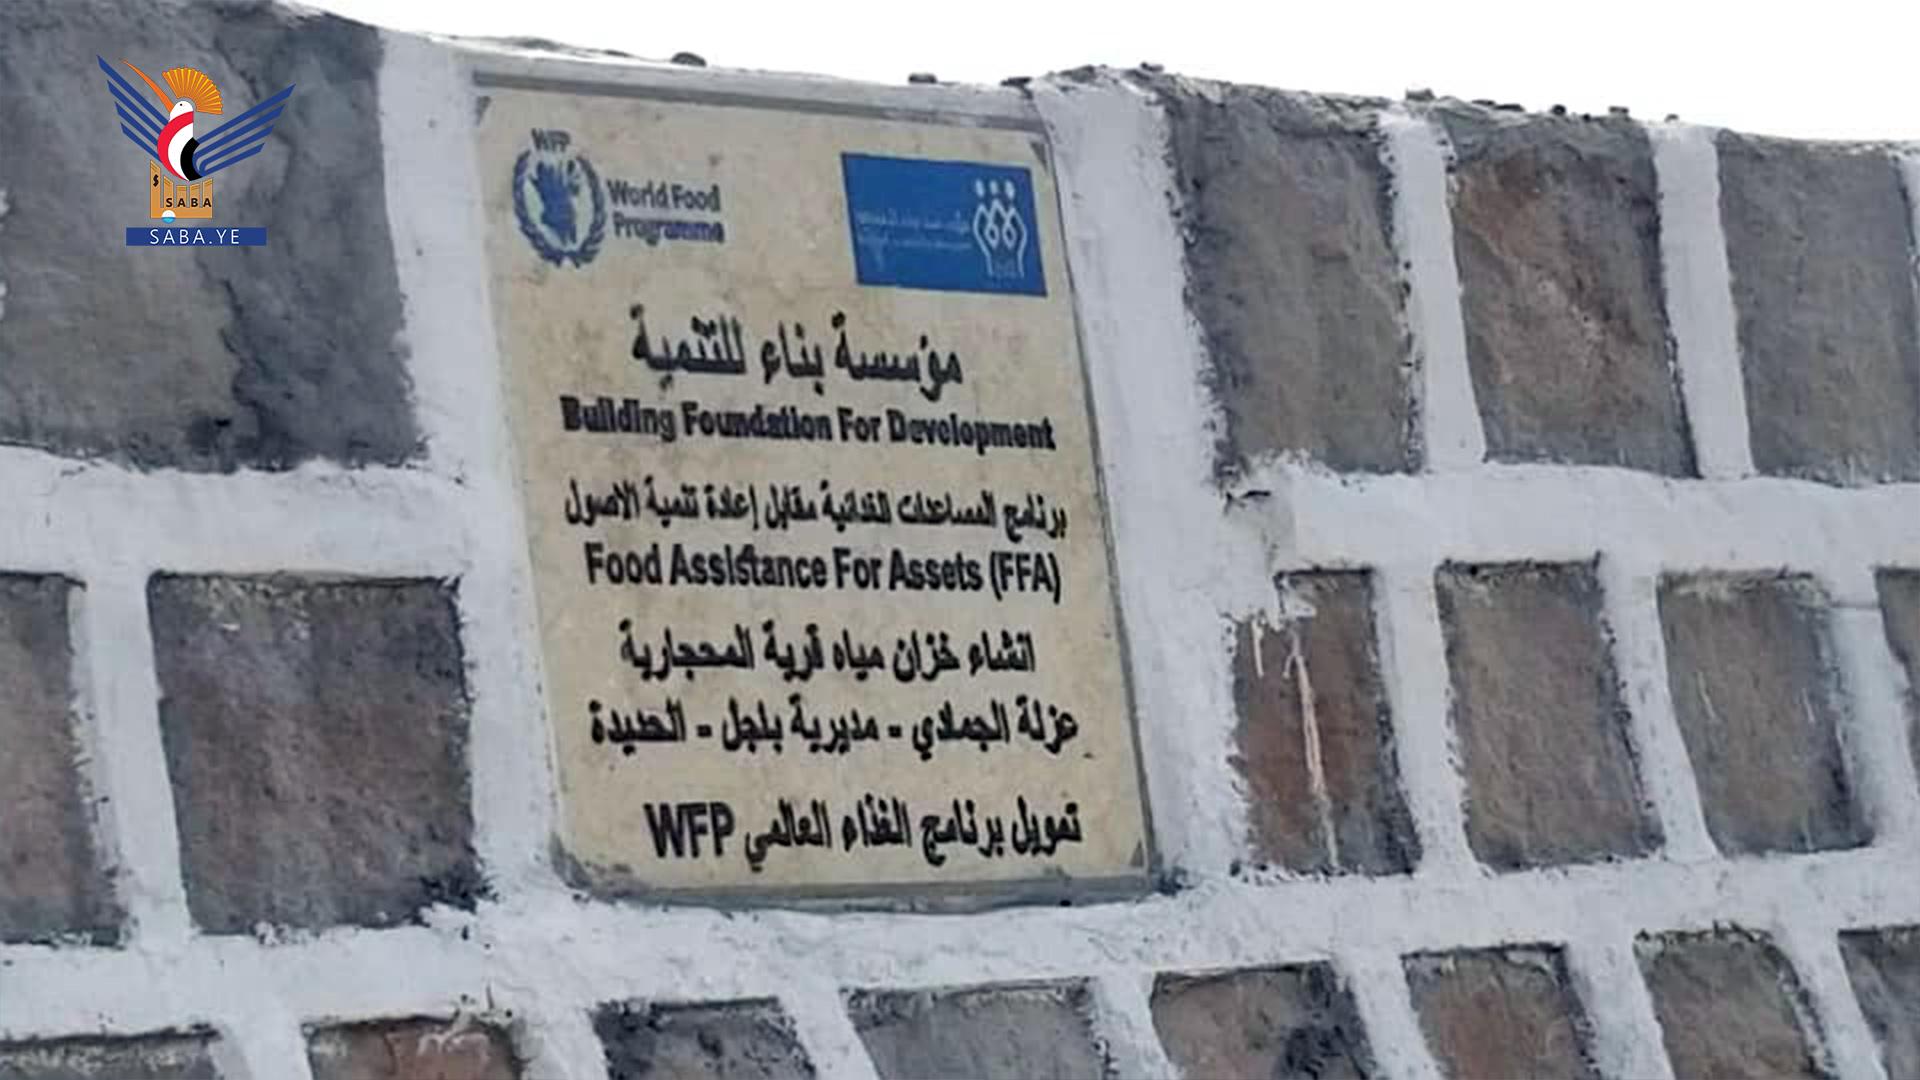 SABA
SABA.YE
WFP
World Food
Programme
مؤسسة بناء للتنمية
Building Foundation For Development
برنامج المساعدات الغذائية مقابل إعادة تنمية الاصول
Food Assistance For Assets (FFA)
انشاء خزان مياه قرية المحجارية
عزلة الجمادي - مديرية بلجل - الحديدة
تمويل برنامج الغذاء العالمي WFP